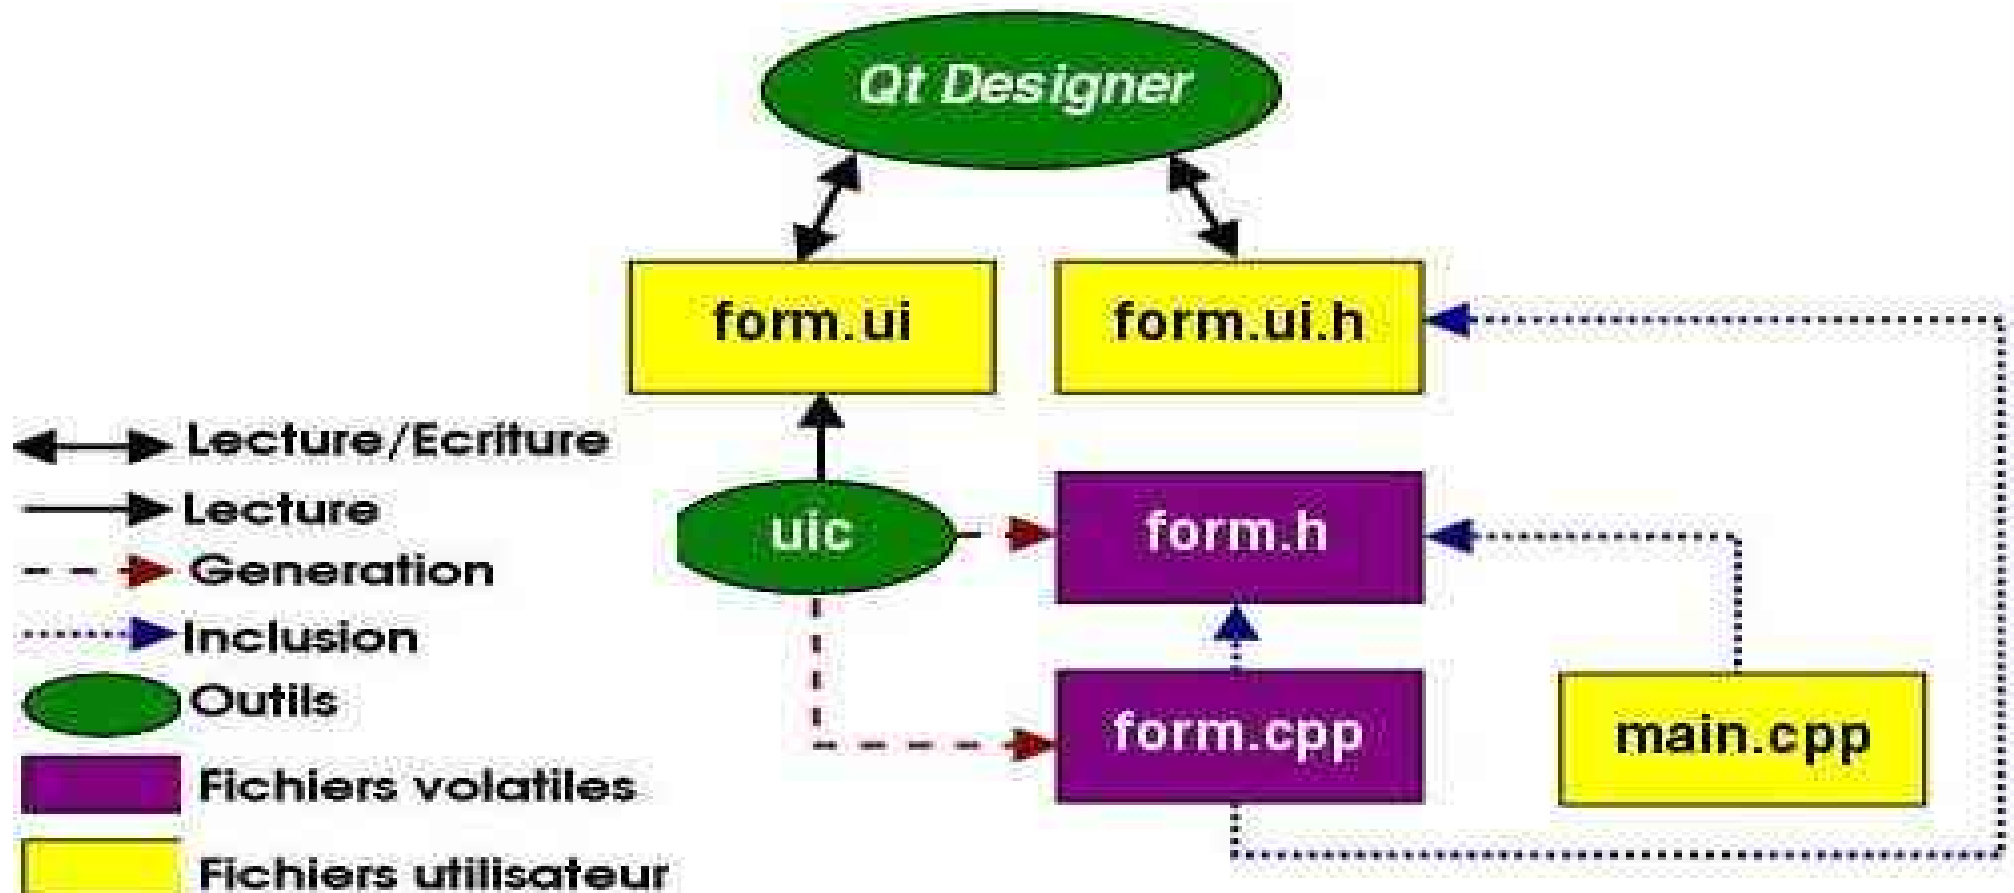 Qt Designer
form.ui
form.ui.h
Lecture/Ecriture
Lecture
uic
form.h
Generation
Inclusion
Outils
form.cpp
main.cpp
Fichiers volatiles
Fichiers utilisateur